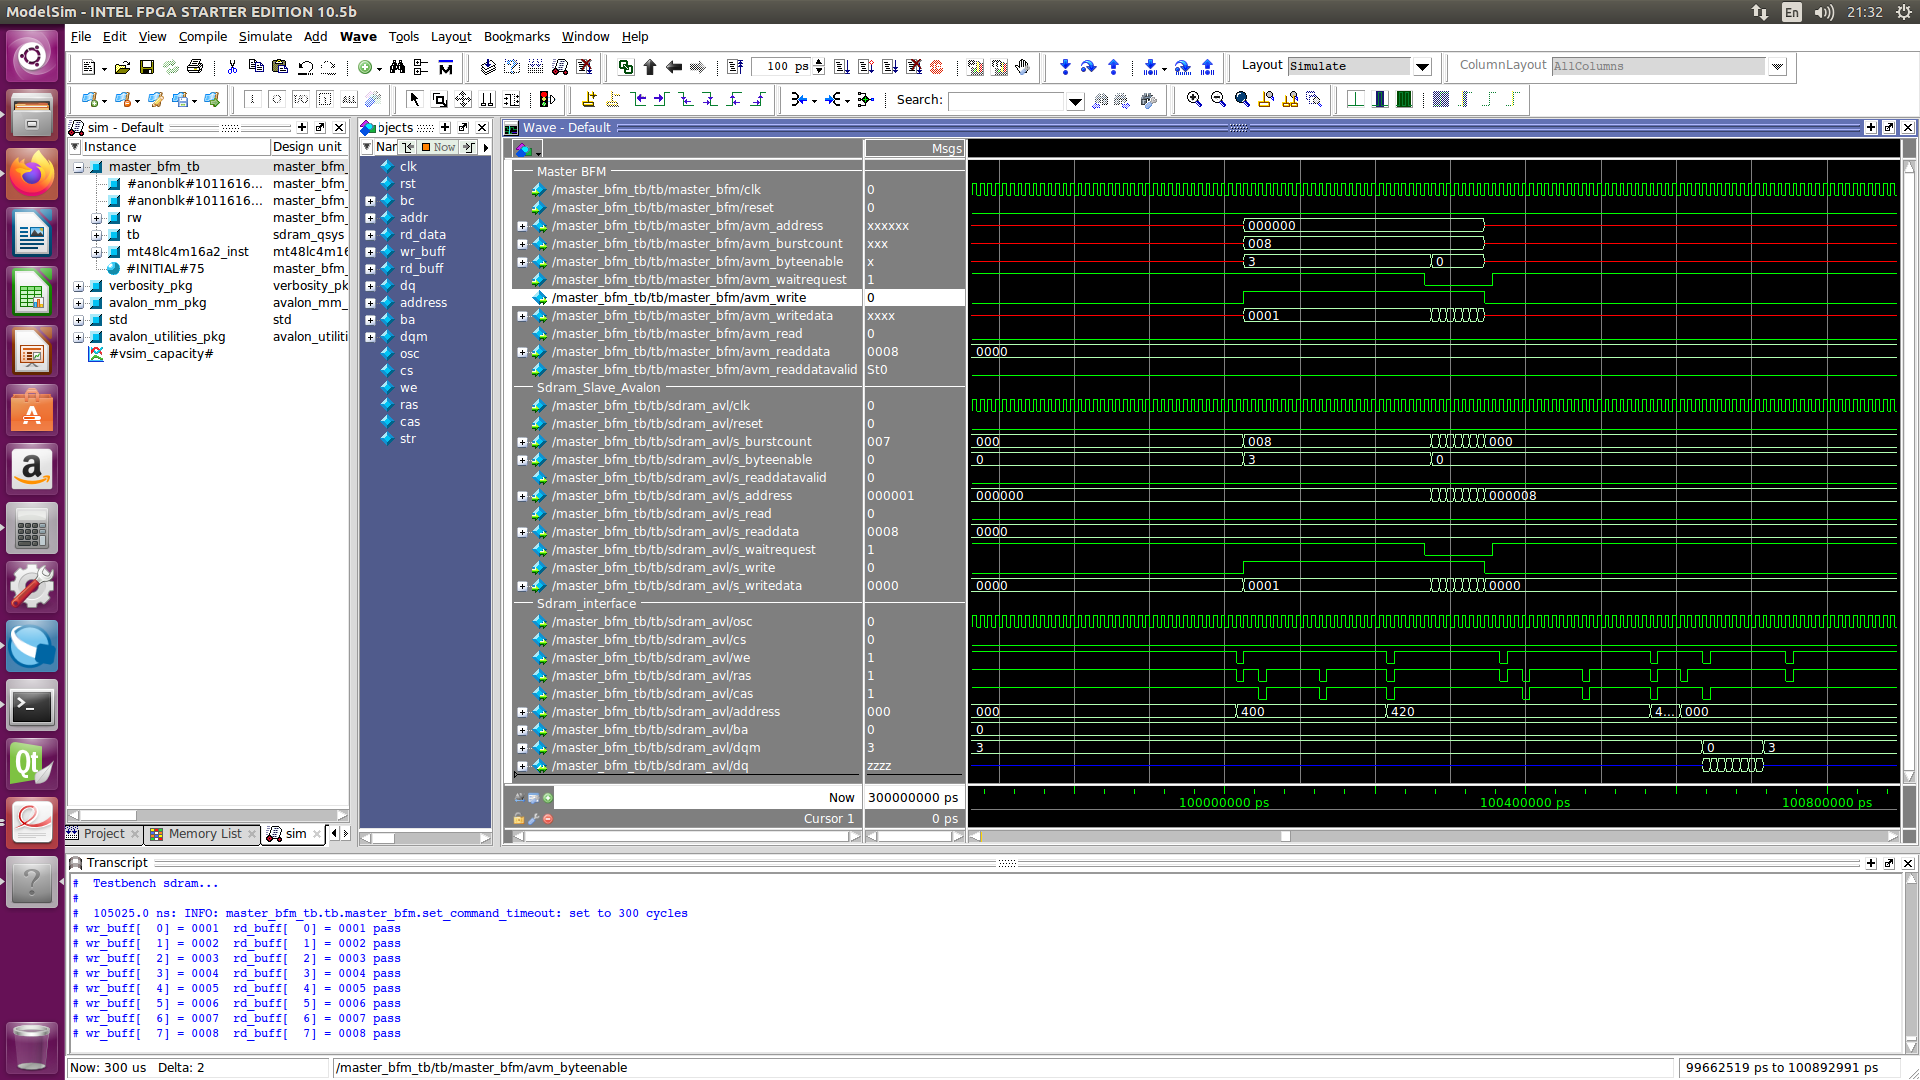 ModelSim - INTEL FPGA STARTER EDITION 10.5b
En
21:32
File Edit View Compile Simulate Add Wave Tools Layout Bookmarks Window Help
100 ps
Layout Simulate
ColumnLayout AllColumns
Search:
sim - Default
Instance Design unit
master_bfm_tb master_bfm_
#anonblk#1011616... master_bfm_
#anonblk#1011616... master_bfm_
rw master_bfm_
tb sdram_qsys
mt48lc4m16a2_inst mt48lc4m16
#INITIAL#75 master_bfm_
verbosity_pkg verbosity_pk
avalon_mm_pkg avalon_mm_
std std
avalon_utilities_pkg avalon_utiliti
#vsim_capacity#
Project
Memory List
sim
bjects
Nar
Now
clk
rst
bc
addr
rd_data
wr_buff
rd_buff
dq
address
ba
dqm
osc
cs
we
ras
cas
str
Wave - Default
Msgs
Master BFM
/master_bfm_tb/tb/master_bfm/clk 0
/master_bfm_tb/tb/master_bfm/reset 0
/master_bfm_tb/tb/master_bfm/avm_address xxxxxx 000000
/master_bfm_tb/tb/master_bfm/avm_burstcount xxx 008
/master_bfm_tb/tb/master_bfm/avm_byteenable x 3 0
/master_bfm_tb/tb/master_bfm/avm_waitrequest 1
/master_bfm_tb/tb/master_bfm/avm_write 0
/master_bfm_tb/tb/master_bfm/avm_writedata xxxx 0001
/master_bfm_tb/tb/master_bfm/avm_read 0
/master_bfm_tb/tb/master_bfm/avm_readdata 0008 0000
/master_bfm_tb/tb/master_bfm/avm_readdatavalid St0
Sdram_Slave_Avalon
/master_bfm_tb/tb/sdram_avl/clk 0
/master_bfm_tb/tb/sdram_avl/reset 0
/master_bfm_tb/tb/sdram_avl/s_burstcount 007 000 008 000
/master_bfm_tb/tb/sdram_avl/s_byteenable 0 0 3 0
/master_bfm_tb/tb/sdram_avl/s_readdatavalid 0
/master_bfm_tb/tb/sdram_avl/s_address 000001 000000 000008
/master_bfm_tb/tb/sdram_avl/s_read 0
/master_bfm_tb/tb/sdram_avl/s_readdata 0008 0000
/master_bfm_tb/tb/sdram_avl/s_waitrequest 1
/master_bfm_tb/tb/sdram_avl/s_write 0
/master_bfm_tb/tb/sdram_avl/s_writedata 0000 0000 0001 0000
Sdram_interface
/master_bfm_tb/tb/sdram_avl/osc 0
/master_bfm_tb/tb/sdram_avl/cs 0
/master_bfm_tb/tb/sdram_avl/we 1
/master_bfm_tb/tb/sdram_avl/ras 1
/master_bfm_tb/tb/sdram_avl/cas 1
/master_bfm_tb/tb/sdram_avl/address 000 000 400 420 4... 000
/master_bfm_tb/tb/sdram_avl/ba 0 0
/master_bfm_tb/tb/sdram_avl/dqm 3 3 0 3
/master_bfm_tb/tb/sdram_avl/dq zzzz
Now 300000000 ps 100000000 ps 100400000 ps 100800000 ps
Cursor 1 0 ps
Transcript
#  Testbench sdram...
#
#  105025.0 ns: INFO: master_bfm_tb.tb.master_bfm.set_command_timeout: set to 300 cycles
# wr_buff[  0] = 0001  rd_buff[  0] = 0001 pass
# wr_buff[  1] = 0002  rd_buff[  1] = 0002 pass
# wr_buff[  2] = 0003  rd_buff[  2] = 0003 pass
# wr_buff[  3] = 0004  rd_buff[  3] = 0004 pass
# wr_buff[  4] = 0005  rd_buff[  4] = 0005 pass
# wr_buff[  5] = 0006  rd_buff[  5] = 0006 pass
# wr_buff[  6] = 0007  rd_buff[  6] = 0007 pass
# wr_buff[  7] = 0008  rd_buff[  7] = 0008 pass
Now: 300 us  Delta: 2
/master_bfm_tb/tb/master_bfm/avm_byteenable
99662519 ps to 100892991 ps